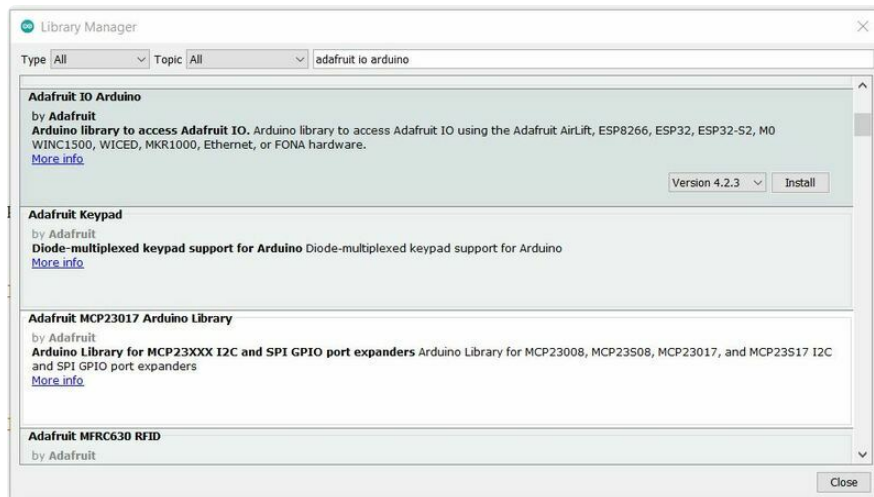 Library Manager
Type All Topic All adafruit io arduino
Adafruit IO Arduino
by Adafruit
Arduino library to access Adafruit IO. Arduino library to access Adafruit IO using the Adafruit AirLift, ESP8266, ESP32, ESP32-S2, M0
WINC1500, WICED, MKR1000, Ethernet, or FONA hardware.
More info
Version 4.2.3 Install
Adafruit Keypad
by Adafruit
Diode-multiplexed keypad support for Arduino Diode-multiplexed keypad support for Arduino
More info
Adafruit MCP23017 Arduino Library
by Adafruit
Arduino Library for MCP23XXX I2C and SPI GPIO port expanders Arduino Library for MCP23008, MCP23S08, MCP23017, and MCP23S17 I2C
and SPI GPIO port expanders
More info
Adafruit MFRC630 RFID
by Adafruit
Close